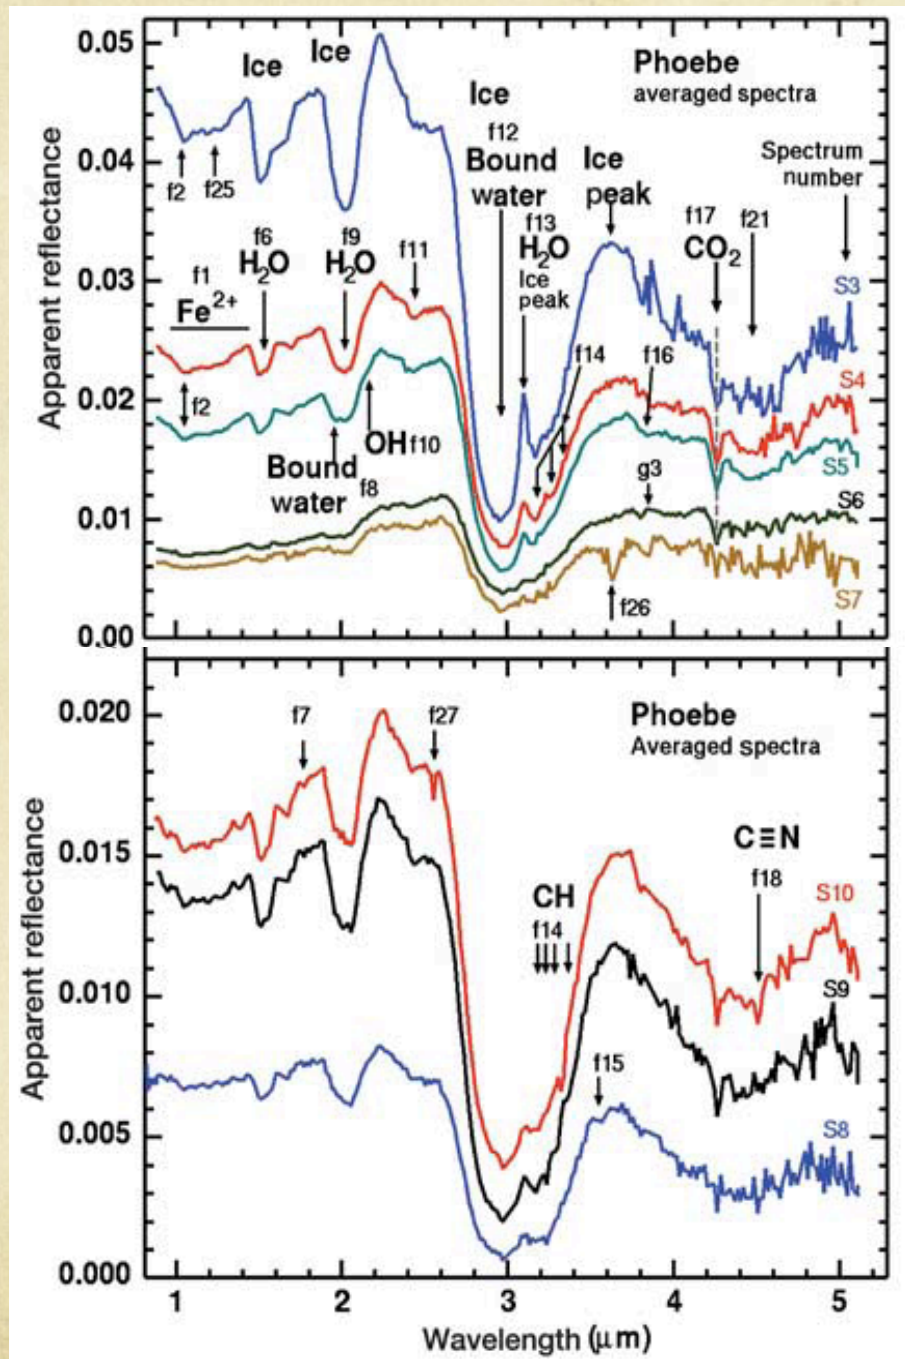 0.05
0.04
0.03
0.02
0.01
0.00
Apparent reflectance
Ice
Ice
Ice
Phoebe
averaged spectra
f12
Bound
water
Ice
peak
Spectrum
number
f2
f25
f13
H2O
Ice
peak
f17
CO2
f21
f1
Fe2+
f6
H2O
f9
H2O
f11
S3
f14
f16
S4
f2
OH f10
Bound
water f8
S5
g3
S6
S7
f26
0.020
0.015
0.010
0.005
0.000
Apparent reflectance
f7
f27
Phoebe
Averaged spectra
C≡N
f18
CH
f14
S10
S9
f15
S8
1 2 3 4 5
Wavelength (μm)